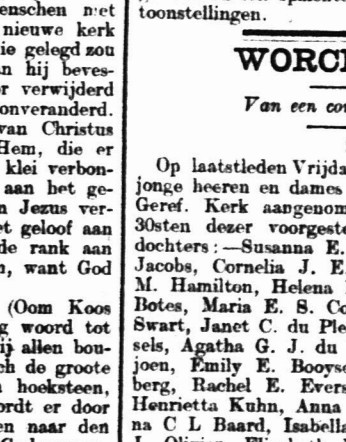 enschen met
nieuwe kerk
ie gelegd zou
n hij beves-
r verwijderd
onveranderd.
van Christus
Hem, die er
klei verbon-
aan het ge-
n Jezus ver-
et geloof aan
de rank aan
n, want God
(Oom Koos
g woord tot
ij allen bou-
ch de groote
hoeksteen,
ordt er door
en naar den
toonstellingen.
WORC
Van een co
Op laatstleden Vrijda
jonge heeren en dames
Geref. Kerk aangenom
30sten dezer voorgeste
dochters :—Susanna E.
Jacobs, Cornelia J. E.
M. Hamilton, Helena
Botes, Maria E. S. Co
Swart, Janet C. du Ple
sels, Agatha G. J. du
joen, Emily E. Booyse
berg, Rachel E. Evers
Henrietta Kuhn, Anna
na C L Baard, Isabella